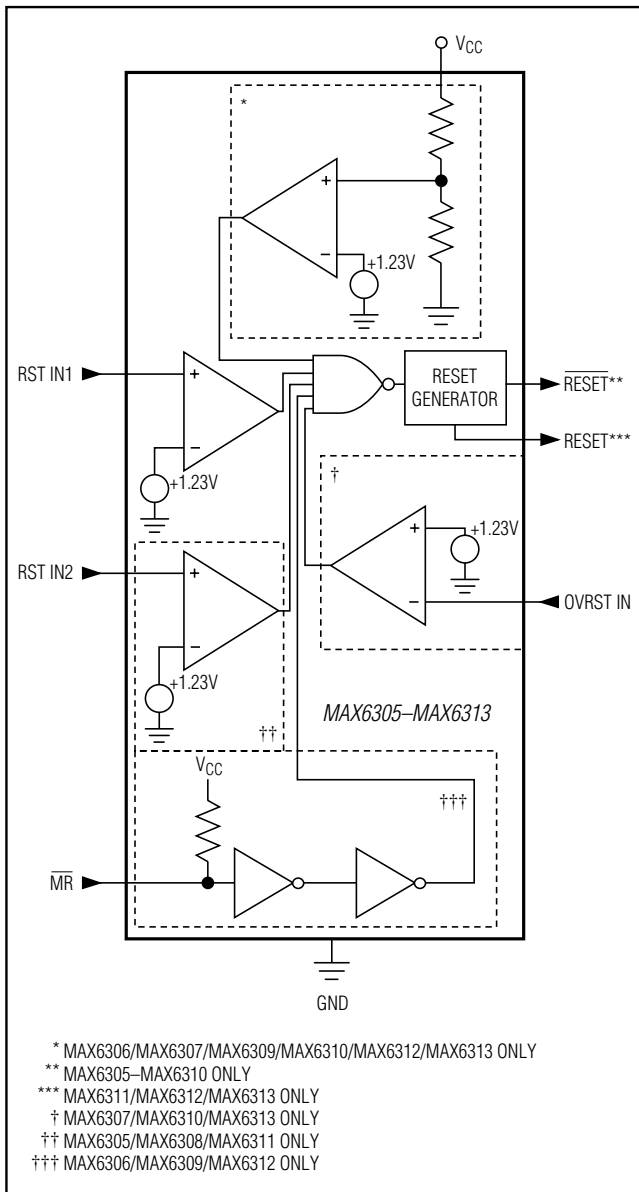 VCC
*
+
−
+1.23V
RST IN1
+
−
+1.23V
RESET
GENERATOR
RESET**
RESET***
†
+
+1.23V
−
OVRST IN
RST IN2
+
−
+1.23V
††
MAX6305–MAX6313
VCC
†††
MR
GND
* MAX6306/MAX6307/MAX6309/MAX6310/MAX6312/MAX6313 ONLY
** MAX6305–MAX6310 ONLY
*** MAX6311/MAX6312/MAX6313 ONLY
† MAX6307/MAX6310/MAX6313 ONLY
†† MAX6305/MAX6308/MAX6311 ONLY
††† MAX6306/MAX6309/MAX6312 ONLY